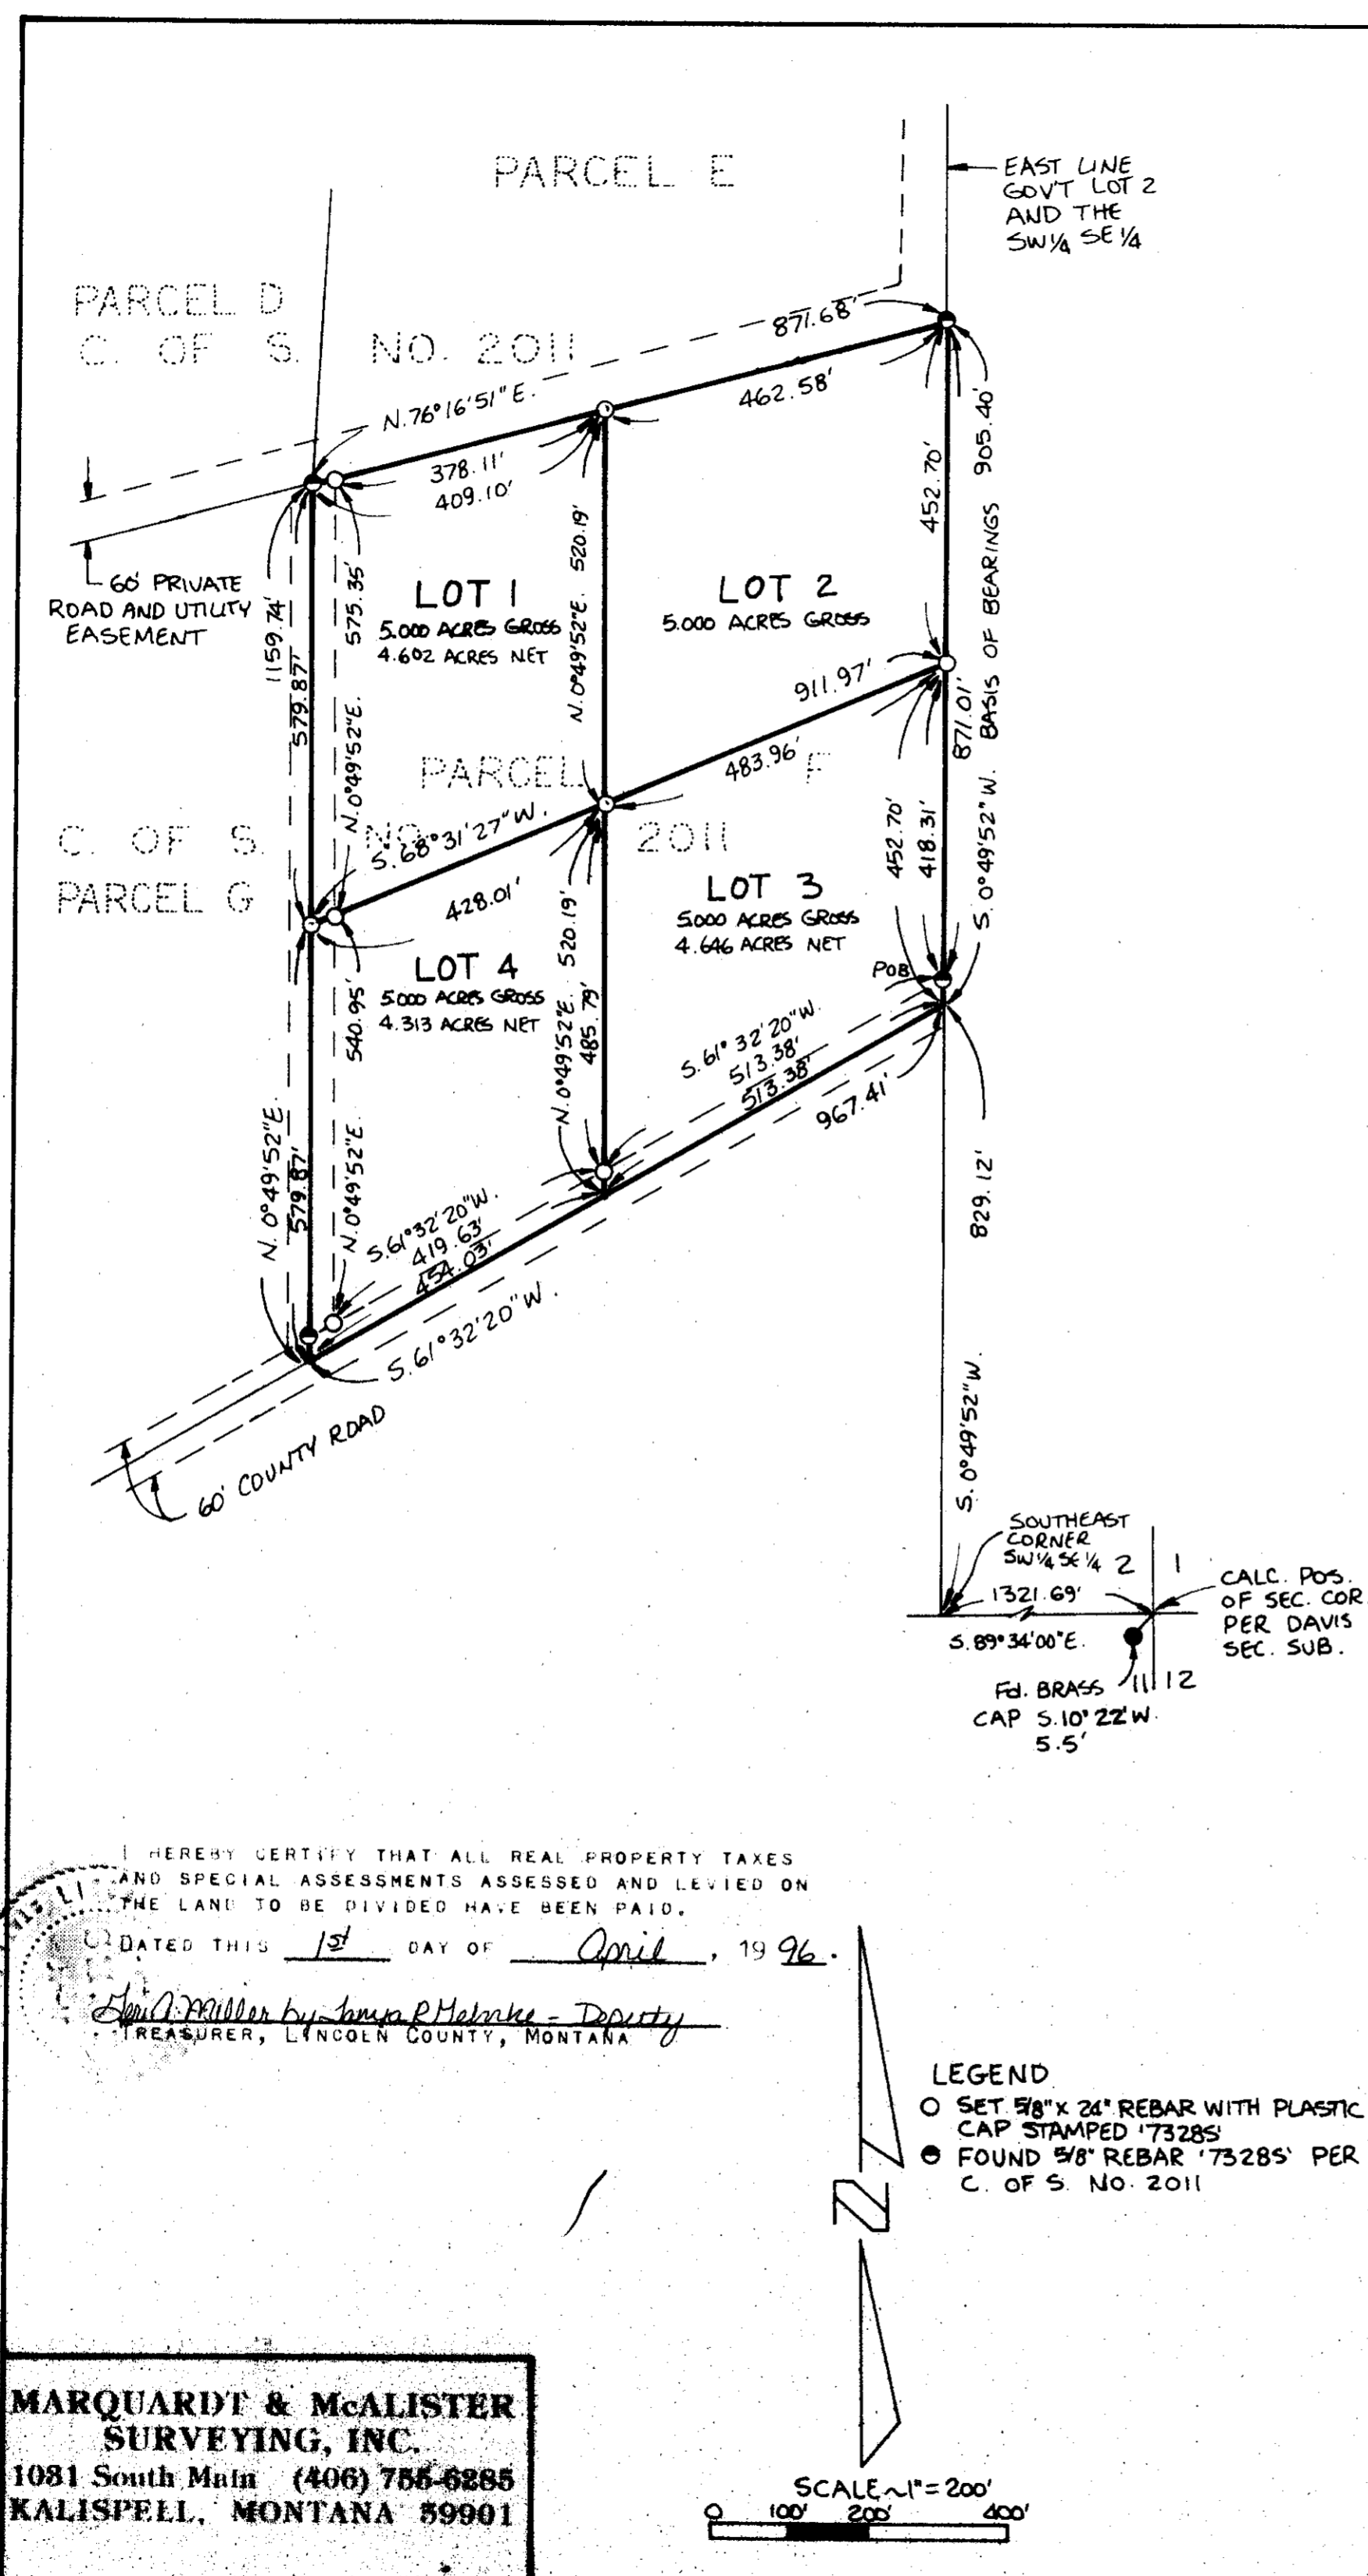 PARCEL E
EAST LINE
GOV'T LOT 2
AND THE
SW 1/4 SE 1/4
PARCEL D
C. OF S. NO. 2011
871.68'
N.76°16'51"E.
462.58'
378.11'
409.10'
60' PRIVATE
ROAD AND UTILITY
EASEMENT
1159.74'
579.87'
N.0°49'52"E. 575.35'
LOT 1
5.000 ACRES GROSS
4.602 ACRES NET
N.0°49'52"E. 520.19'
LOT 2
5.000 ACRES GROSS
452.70'
S.0°49'52"W. BASIS OF BEARINGS 905.40'
871.01'
911.97'
483.96'
PARCEL F
C. OF S. NO. 2011
PARCEL G
S.68°31'27"W.
428.01'
LOT 3
5.000 ACRES GROSS
4.646 ACRES NET
452.70'
418.31'
POB
LOT 4
5.000 ACRES GROSS
4.313 ACRES NET
N.0°49'52"E. 520.19'
485.79'
N.0°49'52"E. 540.95'
N.0°49'52"E.
579.87'
S.61°32'20"W.
513.38'
513.38'
967.41'
S.61°32'20"W.
419.63'
454.03'
S.61°32'20"W.
829.12'
60' COUNTY ROAD
S.0°49'52"W.
SOUTHEAST
CORNER
SW 1/4 SE 1/4
2 1
1321.69'
S.89°34'00"E.
CALC. POS.
OF SEC. COR.
PER DAVIS
SEC. SUB.
11 12
Fd. BRASS
CAP S.10°22'W.
5.5'
I HEREBY CERTIFY THAT ALL REAL PROPERTY TAXES
AND SPECIAL ASSESSMENTS ASSESSED AND LEVIED ON
THE LAND TO BE DIVIDED HAVE BEEN PAID.
DATED THIS 1st DAY OF April, 1996.
Miller by - Deputy
TREASURER, LINCOLN COUNTY, MONTANA
LEGEND
SET 5/8" X 24" REBAR WITH PLASTIC
CAP STAMPED '7328S'
FOUND 5/8" REBAR '7328S' PER
C. OF S. NO. 2011
N
MARQUARDT & McALISTER
SURVEYING, INC.
1031 South Main (406) 755-6285
KALISPELL, MONTANA 59901
SCALE~1"=200'
0 100' 200' 400'